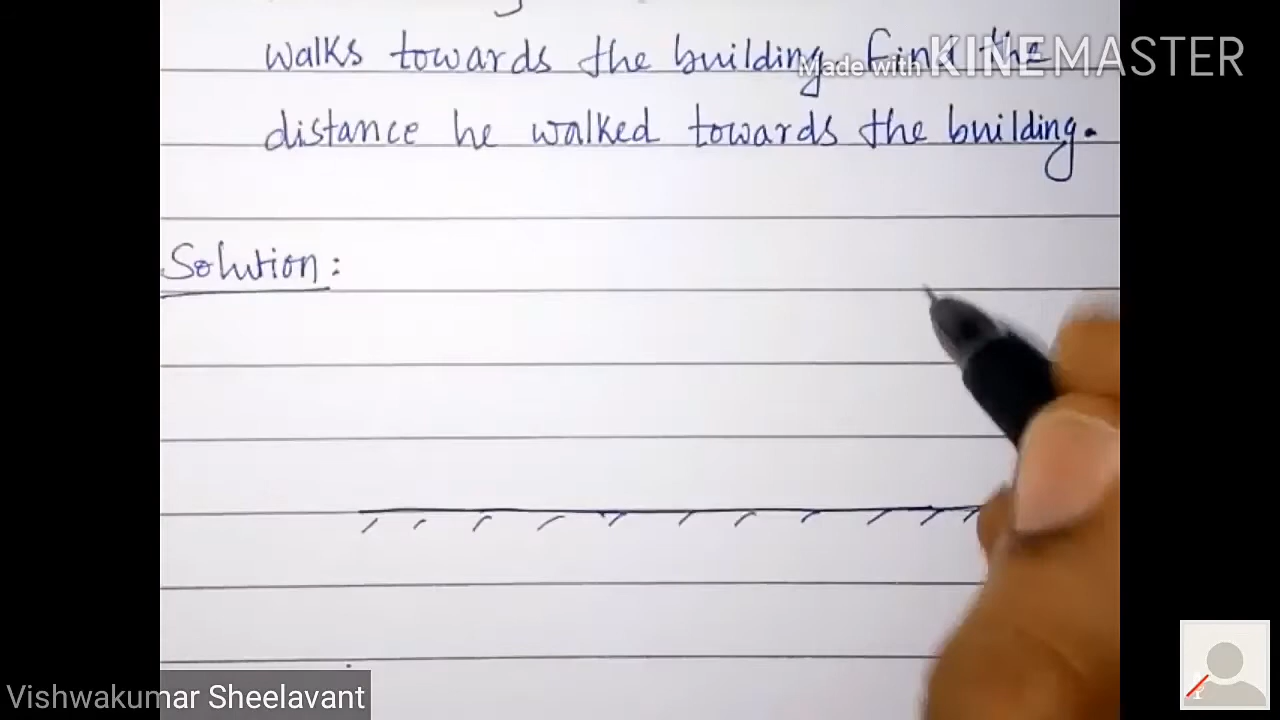 walks towards the building. Find the
Made with KINEMASTER
distance he walked towards the building.
Solution:
Vishwakumar Sheelavant